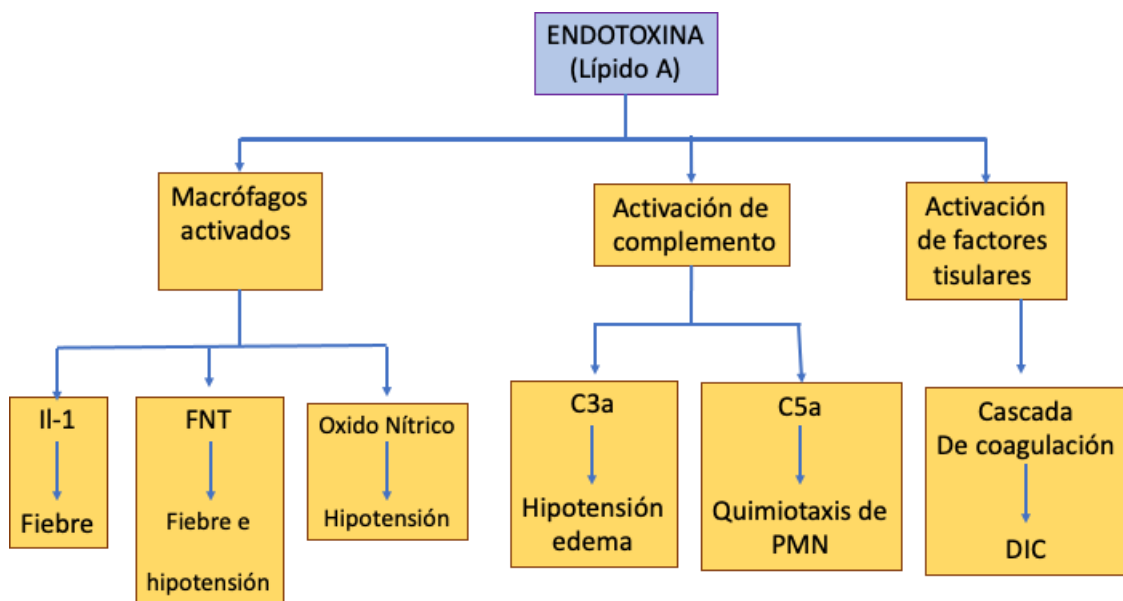 ENDOTOXINA
(Lípido A)
Macrófagos
activados
Activación de
complemento
Activación
de factores
tisulares
Il-1
Fiebre
FNT
Fiebre e
hipotensión
Oxido Nítrico
Hipotensión
C3a
Hipotensión
edema
C5a
Quimiotaxis de
PMN
Cascada
De coagulación
DIC